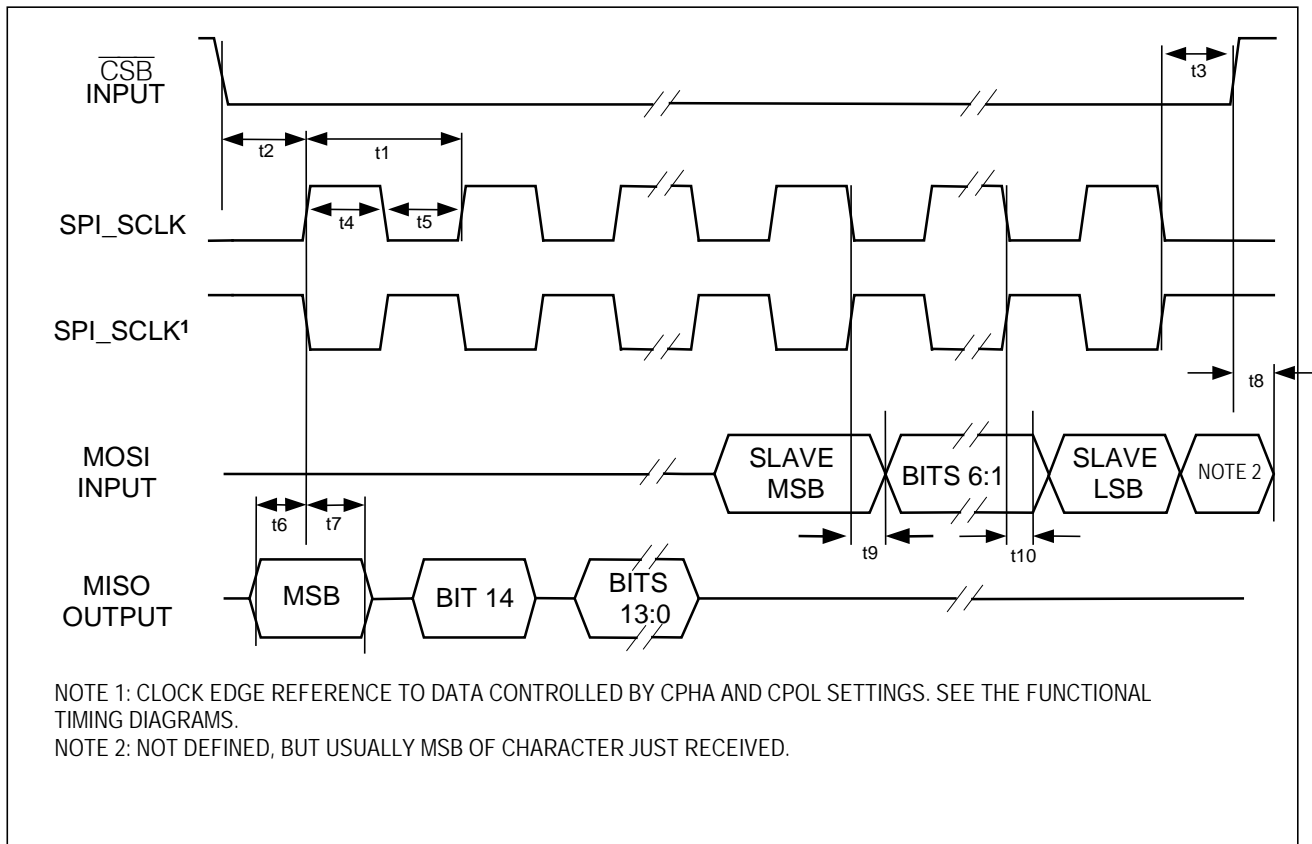 CSB
INPUT
t3
t2
t1
SPI_SCLK
t4
t5
SPI_SCLK¹
t8
MOSI
INPUT
SLAVE
MSB
BITS 6:1
SLAVE
LSB
NOTE 2
t6
t7
t9
t10
MISO
OUTPUT
MSB
BIT 14
BITS
13:0
NOTE 1: CLOCK EDGE REFERENCE TO DATA CONTROLLED BY CPHA AND CPOL SETTINGS. SEE THE FUNCTIONAL
TIMING DIAGRAMS.
NOTE 2: NOT DEFINED, BUT USUALLY MSB OF CHARACTER JUST RECEIVED.